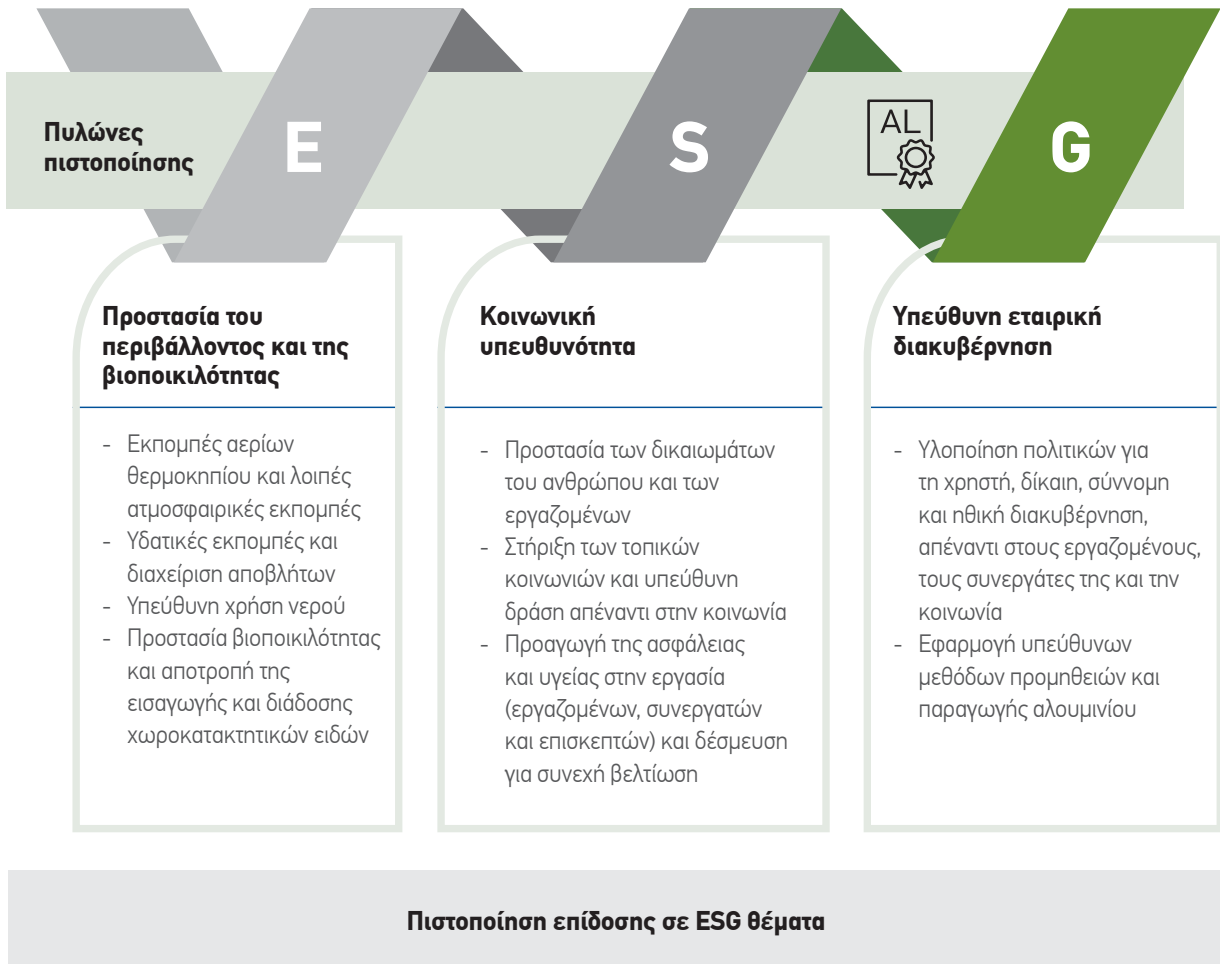 Πυλώνες
πιστοποίησης
E
S
AL
G
Προστασία του
περιβάλλοντος και της
βιοποικιλότητας
- Εκπομπές αερίων
θερμοκηπίου και λοιπές
ατμοσφαιρικές εκπομπές
- Υδατικές εκπομπές και
διαχείριση αποβλήτων
- Υπεύθυνη χρήση νερού
- Προστασία βιοποικιλότητας
και αποτροπή της
εισαγωγής και διάδοσης
χωροκατακτητικών ειδών
Κοινωνική
υπευθυνότητα
- Προστασία των δικαιωμάτων
του ανθρώπου και των
εργαζομένων
- Στήριξη των τοπικών
κοινωνιών και υπεύθυνη
δράση απέναντι στην κοινωνία
- Προαγωγή της ασφάλειας
και υγείας στην εργασία
(εργαζομένων, συνεργατών
και επισκεπτών) και δέσμευση
για συνεχή βελτίωση
Υπεύθυνη εταιρική
διακυβέρνηση
- Υλοποίηση πολιτικών για
τη χρηστή, δίκαιη, σύννομη
και ηθική διακυβέρνηση,
απέναντι στους εργαζομένους,
τους συνεργάτες της και την
κοινωνία
- Εφαρμογή υπεύθυνων
μεθόδων προμηθειών και
παραγωγής αλουμινίου
Πιστοποίηση επίδοσης σε ESG θέματα